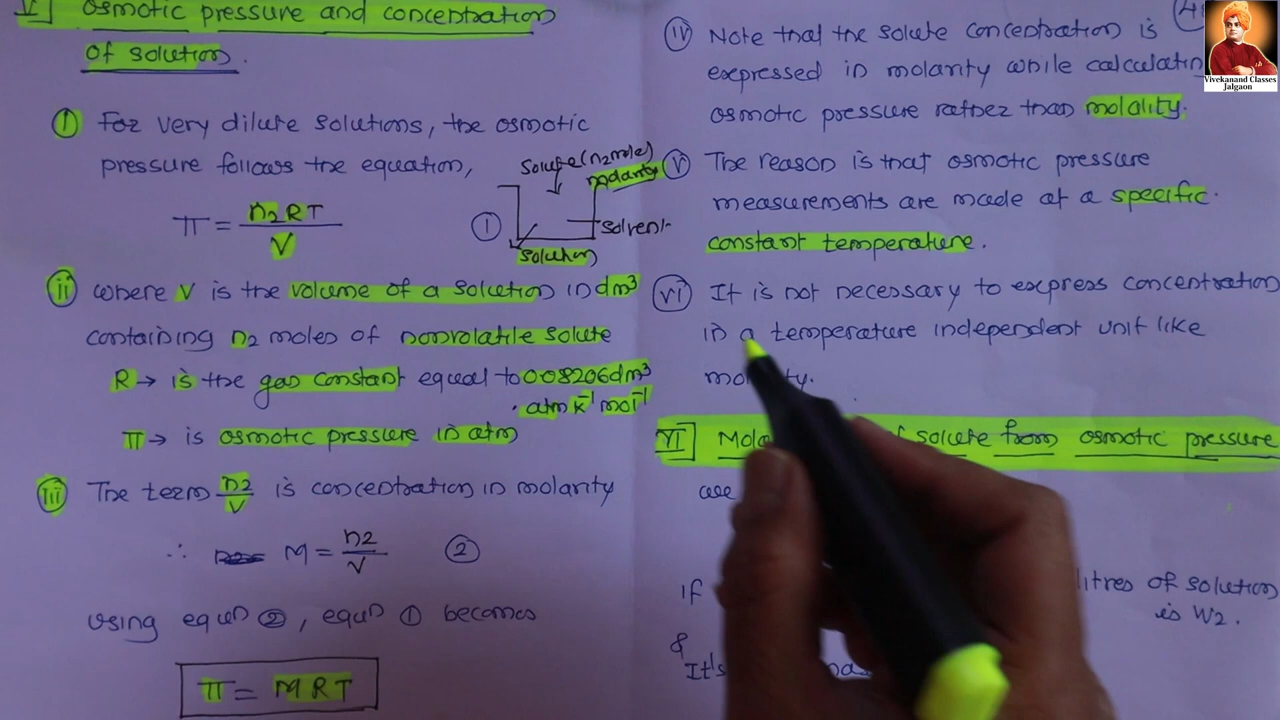 V] Osmotic pressure and concentration
of solution.
i) For very dilute solutions, the osmotic
pressure follows the equation,
π = n2RT / V
①
solute (n2 mole)
molarity
solvent
solution
ii) where V is the volume of a solution in dm³
containing n2 moles of nonvolatile solute
R → is the gas constant equal to 0.08206 dm³
. atm K⁻¹ mol⁻¹
π → is osmotic pressure in atm
iii) The term n2/V is concentration in molarity
∴ M = n2/V ②
using equn ②, equn ① becomes
π = MRT
iv) Note that the solute concentration is
expressed in molarity while calculatin
osmotic pressure rather than molality.
v) The reason is that osmotic pressure
measurements are made at a specific
constant temperature.
vi) It is not necessary to express concentration
in a temperature independent unit like
VI] of solute from osmotic pressure
we
If litres of solution
is W2.
& It's
Vivekanand Classes
Jalgaon